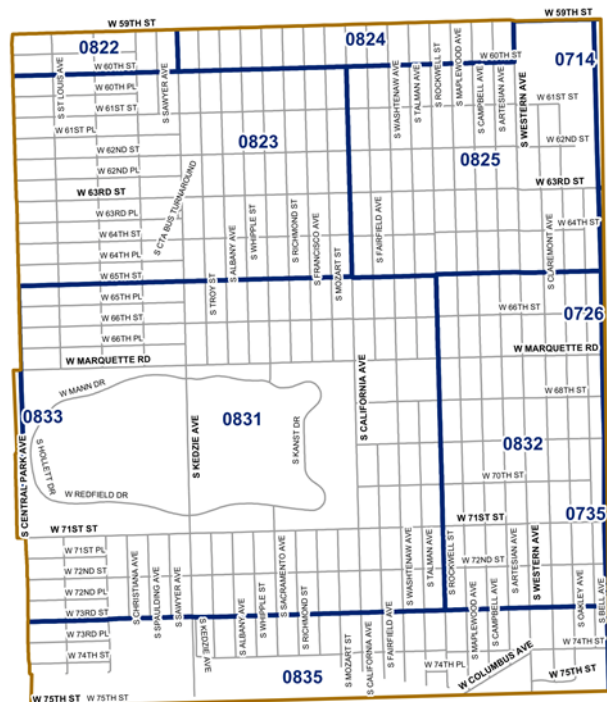 W 59TH ST
W 59TH ST
0822
0824
W 60TH ST
W 60TH ST
0714
S ST LOUIS AVE
S SAWYER AVE
W 60TH PL
W 61ST ST
W 61ST PL
W 62ND ST
W 62ND PL
W 63RD ST
0823
S WASHTENAW AVE
S TALMAN AVE
S ROCKWELL ST
S MAPLEWOOD AVE
S CAMPBELL AVE
S ARTESIAN AVE
S WESTERN AVE
W 61ST ST
W 62ND ST
0825
W 63RD ST
W 63RD PL
W 64TH ST
W 64TH PL
W 65TH ST
W 65TH PL
W 66TH ST
W 66TH PL
W MARQUETTE RD
S CTA BUS TURNAROUND
S TROY ST
S ALBANY AVE
S WHIPPLE ST
S RICHMOND ST
S FRANCISCO AVE
S MOZART ST
S FAIRFIELD AVE
W 64TH ST
S CLAREMONT AVE
W 66TH ST
0726
W MARQUETTE RD
W MANN DR
W 68TH ST
0833
0831
0832
S CENTRAL PARK AVE
S HOLLETT DR
S KEDZIE AVE
S KANST DR
S CALIFORNIA AVE
W 70TH ST
W REDFIELD DR
0735
W 71ST ST
W 71ST ST
W 71ST PL
W 72ND ST
W 72ND PL
W 73RD ST
W 73RD PL
W 74TH ST
S CHRISTIANA AVE
S SPAULDING AVE
S SAWYER AVE
S KEDZIE AVE
S ALBANY AVE
S WHIPPLE ST
S SACRAMENTO AVE
S RICHMOND ST
S MOZART ST
S CALIFORNIA AVE
S FAIRFIELD AVE
S WASHTENAW AVE
S TALMAN AVE
S ROCKWELL ST
W 72ND ST
S MAPLEWOOD AVE
S CAMPBELL AVE
S ARTESIAN AVE
S WESTERN AVE
S OAKLEY AVE
S BELL AVE
W 74TH ST
W 74TH PL
W COLUMBUS AVE
W 75TH ST
0835
W 75TH ST
W 75TH ST